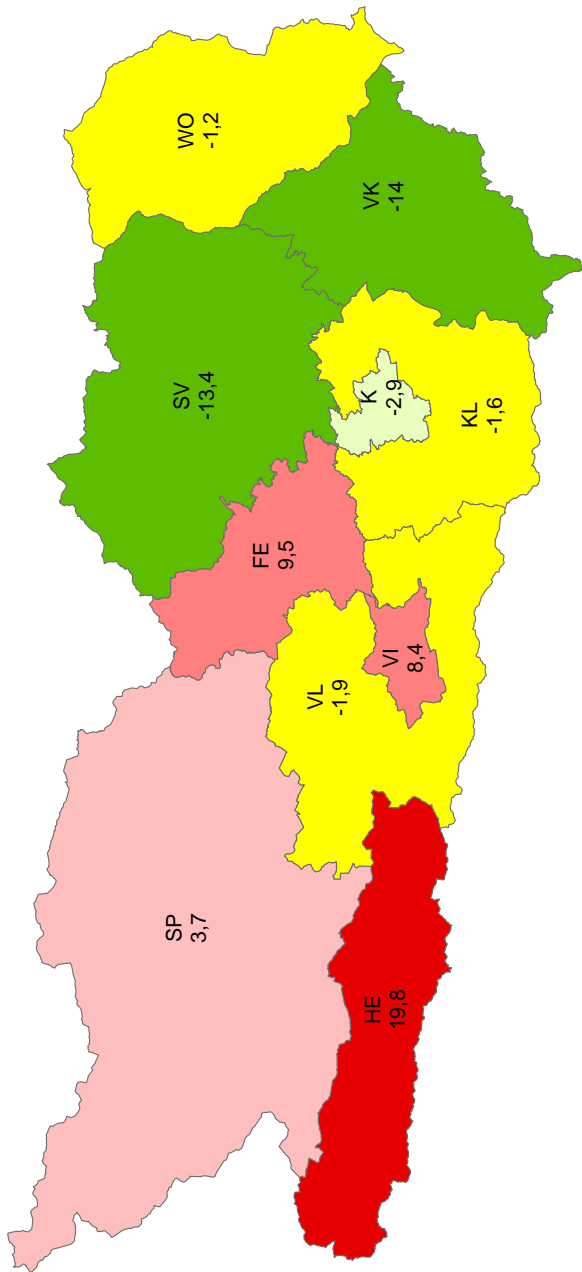 WO
-1,2
VK
-14
SV
-13,4
K
-2,9
KL
-1,6
FE
9,5
VI
8,4
VL
-1,9
SP
3,7
HE
19,8